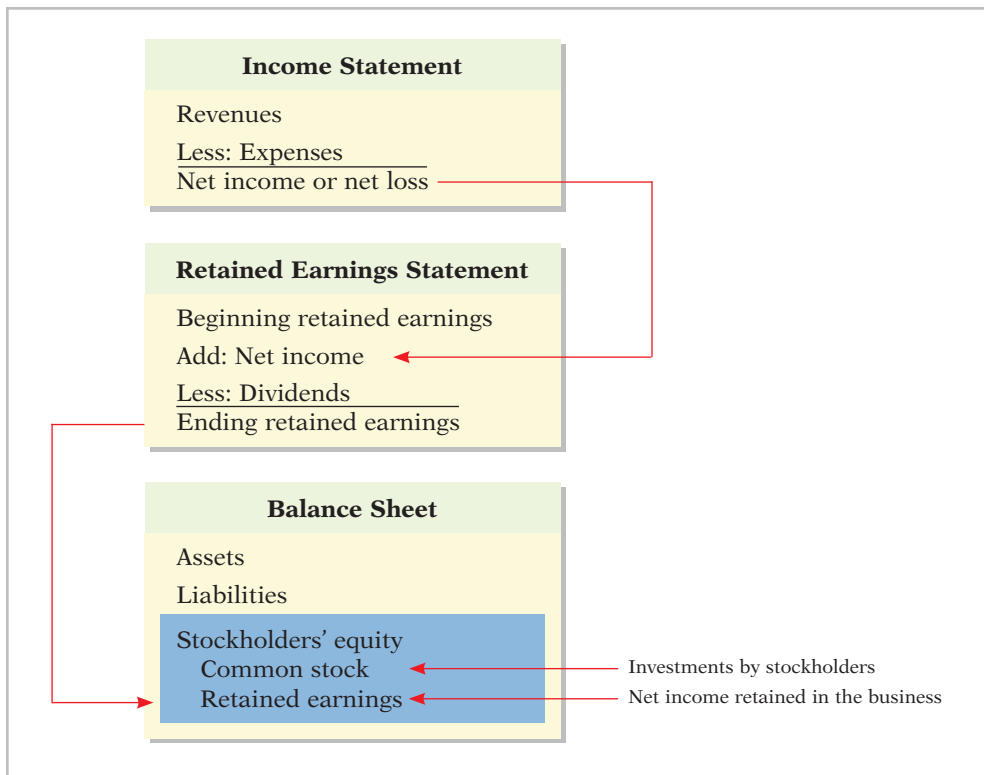 Income Statement
Revenues
Less: Expenses
Net income or net loss
Retained Earnings Statement
Beginning retained earnings
Add: Net income
Less: Dividends
Ending retained earnings
Balance Sheet
Assets
Liabilities
Stockholders’ equity
Common stock
Investments by stockholders
Retained earnings
Net income retained in the business